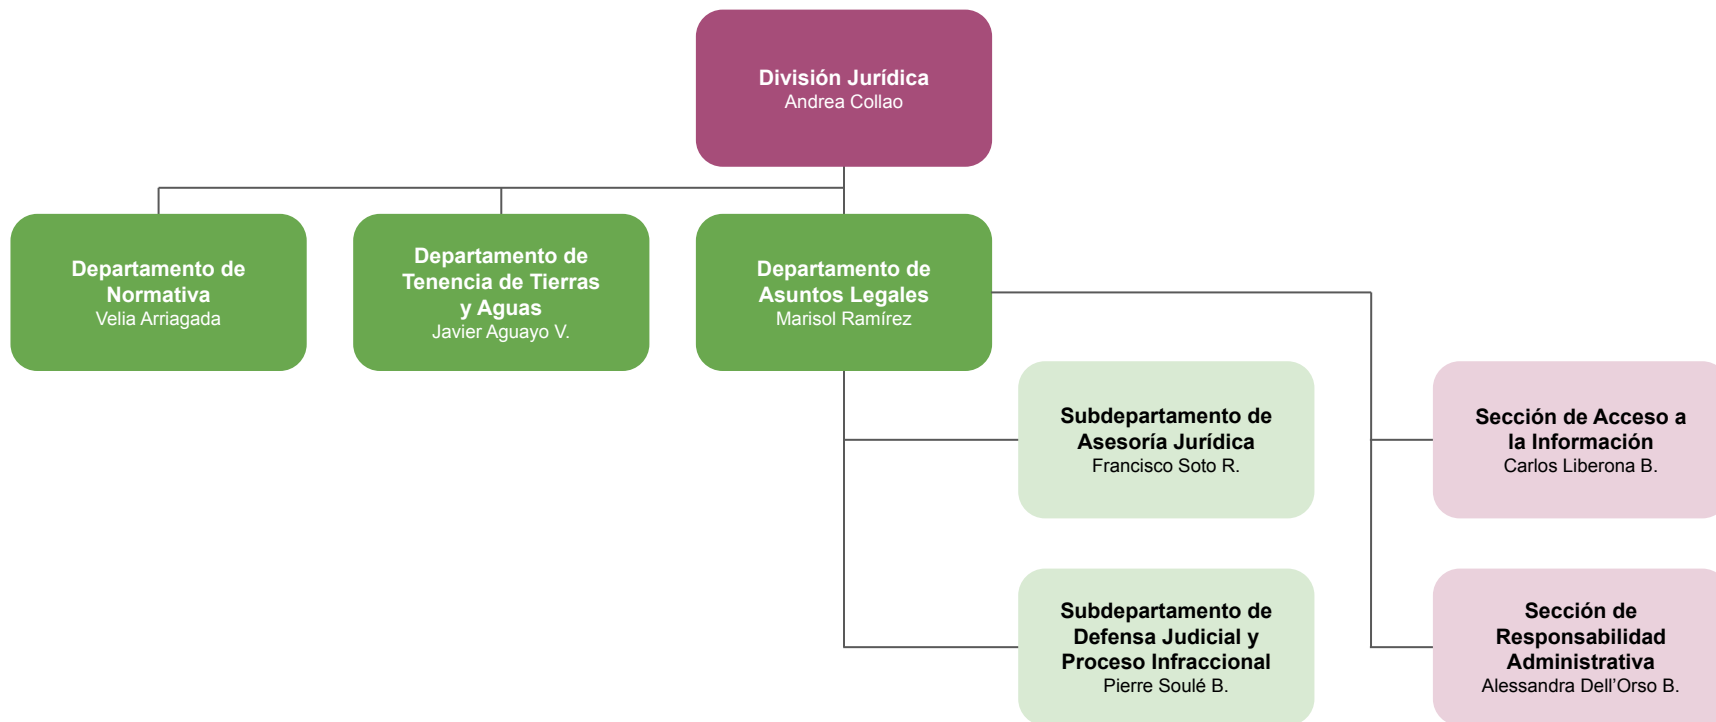 División Jurídica
Andrea Collao
Departamento de
Normativa
Velia Arriagada
Departamento de
Tenencia de Tierras
y Aguas
Javier Aguayo V.
Departamento de
Asuntos Legales
Marisol Ramírez
Subdepartamento de
Asesoría Jurídica
Francisco Soto R.
Sección de Acceso a
la Información
Carlos Liberona B.
Subdepartamento de
Defensa Judicial y
Proceso Infraccional
Pierre Soulé B.
Sección de
Responsabilidad
Administrativa
Alessandra Dell’Orso B.